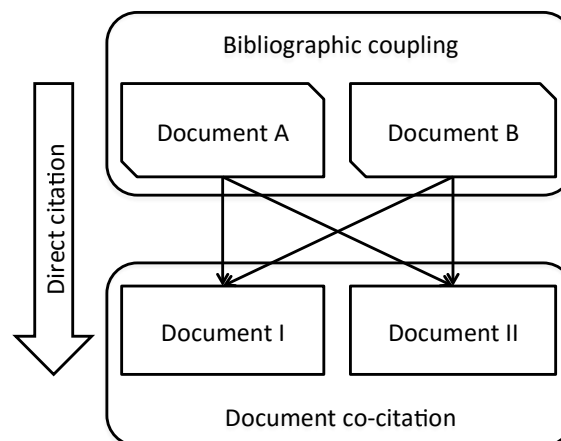 Bibliographic coupling
Document A
Document B
Direct citation
Document I
Document II
Document co-citation